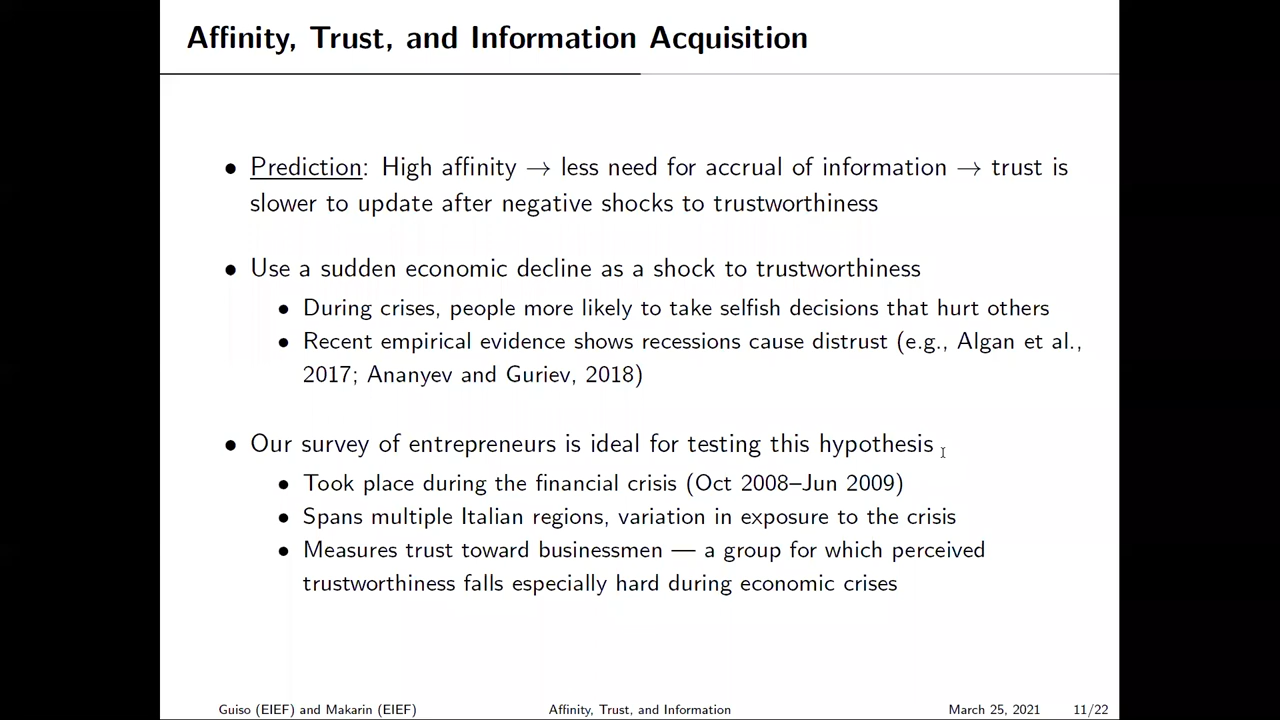 Affinity, Trust, and Information Acquisition
• Prediction: High affinity → less need for accrual of information → trust is
slower to update after negative shocks to trustworthiness
• Use a sudden economic decline as a shock to trustworthiness
• During crises, people more likely to take selfish decisions that hurt others
• Recent empirical evidence shows recessions cause distrust (e.g., Algan et al.,
2017; Ananyev and Guriev, 2018)
• Our survey of entrepreneurs is ideal for testing this hypothesis
• Took place during the financial crisis (Oct 2008–Jun 2009)
• Spans multiple Italian regions, variation in exposure to the crisis
• Measures trust toward businessmen — a group for which perceived
trustworthiness falls especially hard during economic crises
Guiso (EIEF) and Makarin (EIEF) Affinity, Trust, and Information March 25, 2021 11/22